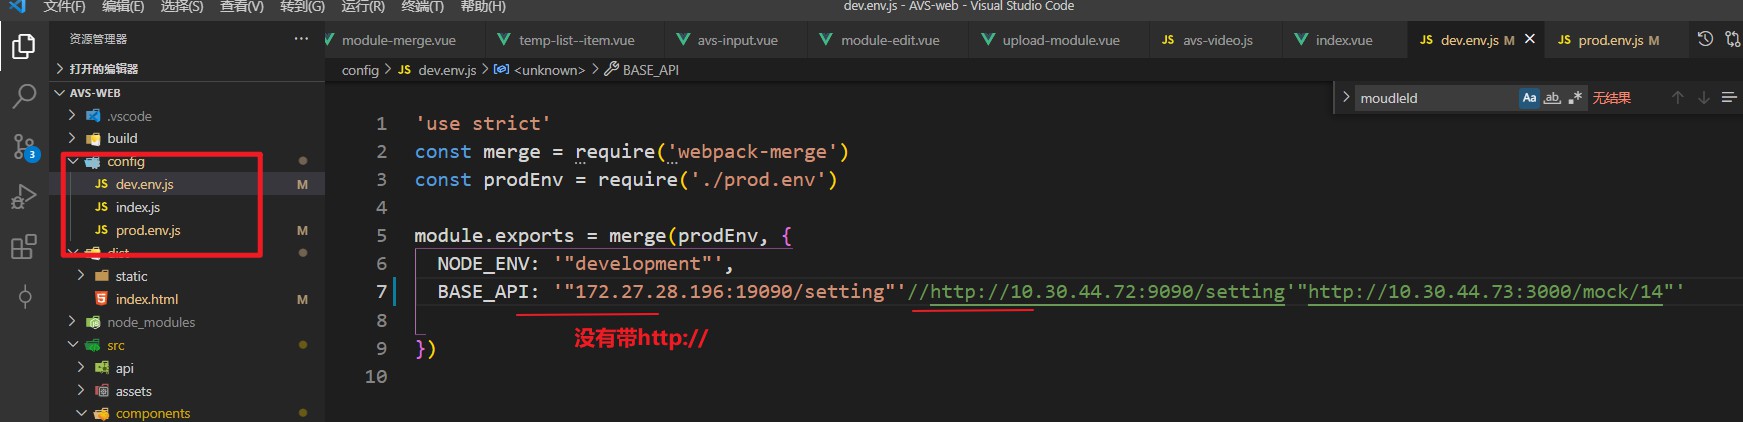 文件(F) 编辑(E) 选择(S) 查看(V) 转到(G) 运行(R) 终端(T) 帮助(H) dev.env.js - AVS-web - Visual Studio Code
资源管理器 ···
module-merge.vue temp-list--item.vue avs-input.vue module-edit.vue upload-module.vue JS avs-video.js index.vue JS dev.env.js M × JS prod.env.js M
打开的编辑器
config > JS dev.env.js > <unknown> > BASE_API
AVS-WEB
moudleld Aa ab 无结果
.vscode
build
config
JS dev.env.js M
JS index.js
JS prod.env.js M
dist
static
index.html M
node_modules
src
api
assets
components
3
1 'use strict'
2 const merge = require('webpack-merge')
3 const prodEnv = require('./prod.env')
4
5 module.exports = merge(prodEnv, {
6 NODE_ENV: '"development"',
7 BASE_API: '"172.27.28.196:19090/setting"'//http://10.30.44.72:9090/setting'"http://10.30.44.73:3000/mock/14"'
没有带http://
8
9 })
10